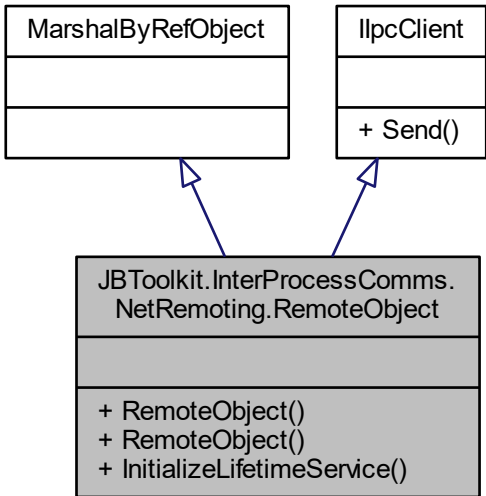 MarshalByRefObject
IIpcClient
+ Send()
JBToolkit.InterProcessComms.
NetRemoting.RemoteObject
+ RemoteObject()
+ RemoteObject()
+ InitializeLifetimeService()